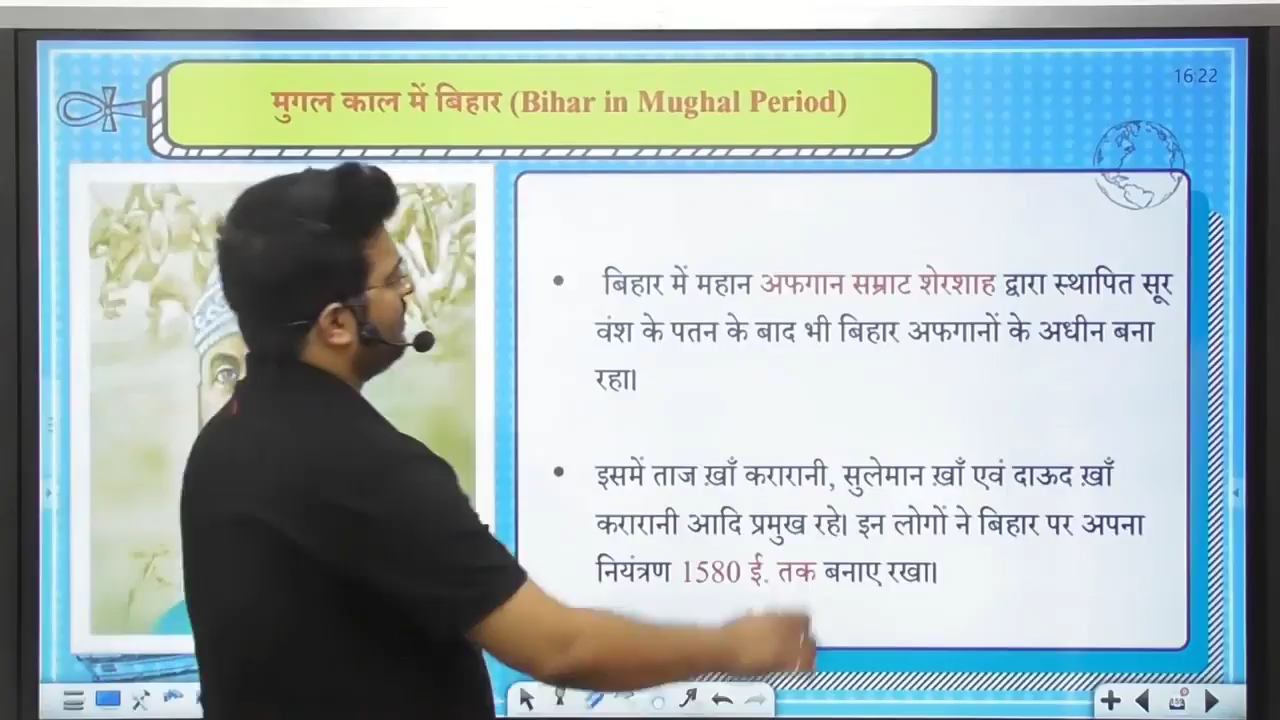 मुगल काल में बिहार (Bihar in Mughal Period)
16:22
• बिहार में महान अफगान सम्राट शेरशाह द्वारा स्थापित सूर
वंश के पतन के बाद भी बिहार अफगानों के अधीन बना
रहा।
• इसमें ताज ख़ाँ करारानी, सुलेमान ख़ाँ एवं दाऊद ख़ाँ
करारानी आदि प्रमुख रहे। इन लोगों ने बिहार पर अपना
नियंत्रण 1580 ई. तक बनाए रखा।